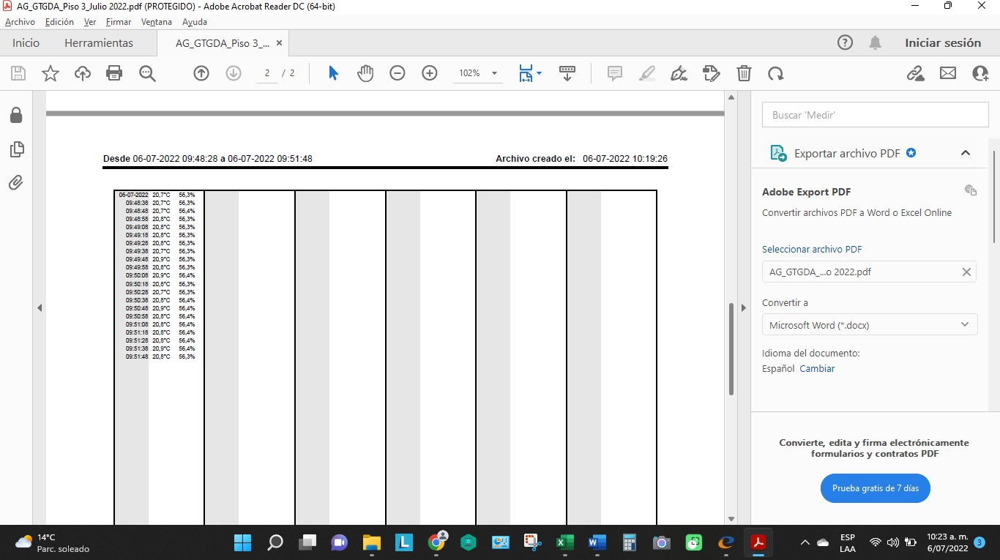 AG_GTGDA_Piso 3_Julio 2022.pdf (PROTEGIDO) - Adobe Acrobat Reader DC (64-bit)
Archivo Edición Ver Firmar Ventana Ayuda
Inicio Herramientas AG_GTGDA_Piso 3_... × Iniciar sesión
2 / 2 102%
Buscar 'Medir'
Desde 06-07-2022 09:48:28 a 06-07-2022 09:51:48 Archivo creado el: 06-07-2022 10:19:26
06-07-2022 20,7°C 56,3%
09:48:38 20,7°C 56,3%
09:48:48 20,7°C 56,4%
09:48:58 20,8°C 56,3%
09:49:08 20,8°C 56,3%
09:49:18 20,8°C 56,3%
09:49:28 20,8°C 56,3%
09:49:38 20,7°C 56,3%
09:49:48 20,9°C 56,3%
09:49:58 20,8°C 56,3%
09:50:08 20,9°C 56,4%
09:50:18 20,8°C 56,3%
09:50:28 20,7°C 56,3%
09:50:38 20,8°C 56,4%
09:50:48 20,9°C 56,4%
09:50:58 20,8°C 56,4%
09:51:08 20,8°C 56,4%
09:51:18 20,8°C 56,4%
09:51:28 20,8°C 56,4%
09:51:38 20,9°C 56,4%
09:51:48 20,8°C 56,3%
Exportar archivo PDF
Adobe Export PDF
Convertir archivos PDF a Word o Excel Online
Seleccionar archivo PDF
AG_GTGDA_...o 2022.pdf
Convertir a
Microsoft Word (*.docx)
Idioma del documento:
Español Cambiar
Convierte, edita y firma electrónicamente
formularios y contratos PDF
Prueba gratis de 7 días
14°C
Parc. soleado
ESP
LAA
10:23 a. m.
6/07/2022
3